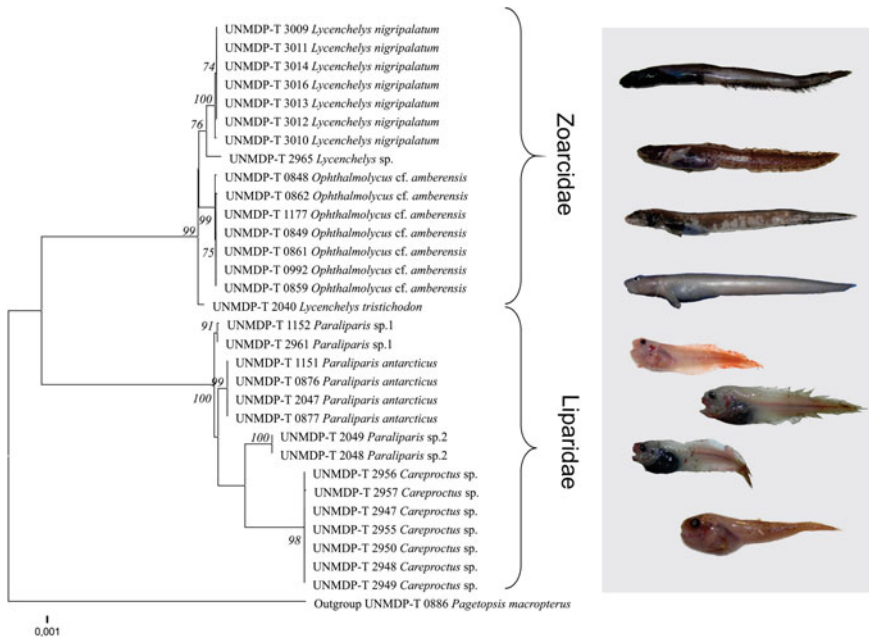 UNMDP-T 3009 Lycenchelys nigripalatum
UNMDP-T 3011 Lycenchelys nigripalatum
UNMDP-T 3014 Lycenchelys nigripalatum
74
UNMDP-T 3016 Lycenchelys nigripalatum
100
UNMDP-T 3013 Lycenchelys nigripalatum
76
UNMDP-T 3012 Lycenchelys nigripalatum
UNMDP-T 3010 Lycenchelys nigripalatum
UNMDP-T 2965 Lycenchelys sp.
UNMDP-T 0848 Ophthalmolycus cf. amberensis
UNMDP-T 0862 Ophthalmolycus cf. amberensis
UNMDP-T 1177 Ophthalmolycus cf. amberensis
99
99
UNMDP-T 0849 Ophthalmolycus cf. amberensis
75
UNMDP-T 0861 Ophthalmolycus cf. amberensis
UNMDP-T 0992 Ophthalmolycus cf. amberensis
UNMDP-T 0859 Ophthalmolycus cf. amberensis
UNMDP-T 2040 Lycenchelys tristichodon
Zoarcidae
91
UNMDP-T 1152 Paraliparis sp.1
UNMDP-T 2961 Paraliparis sp.1
UNMDP-T 1151 Paraliparis antarcticus
99
UNMDP-T 0876 Paraliparis antarcticus
100
UNMDP-T 2047 Paraliparis antarcticus
UNMDP-T 0877 Paraliparis antarcticus
100
UNMDP-T 2049 Paraliparis sp.2
UNMDP-T 2048 Paraliparis sp.2
UNMDP-T 2956 Careproctus sp.
UNMDP-T 2957 Careproctus sp.
UNMDP-T 2947 Careproctus sp.
UNMDP-T 2955 Careproctus sp.
98
UNMDP-T 2950 Careproctus sp.
UNMDP-T 2948 Careproctus sp.
UNMDP-T 2949 Careproctus sp.
Liparidae
Outgroup UNMDP-T 0886 Pagetopsis macropterus
0,001